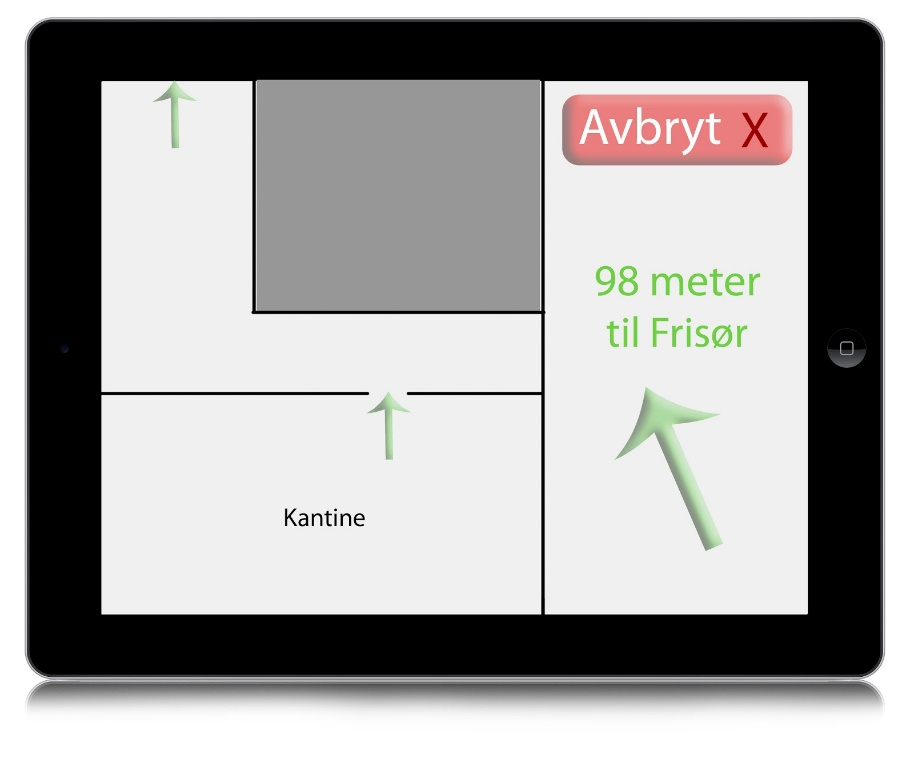 Avbryt X
98 meter
til Frisør
Kantine